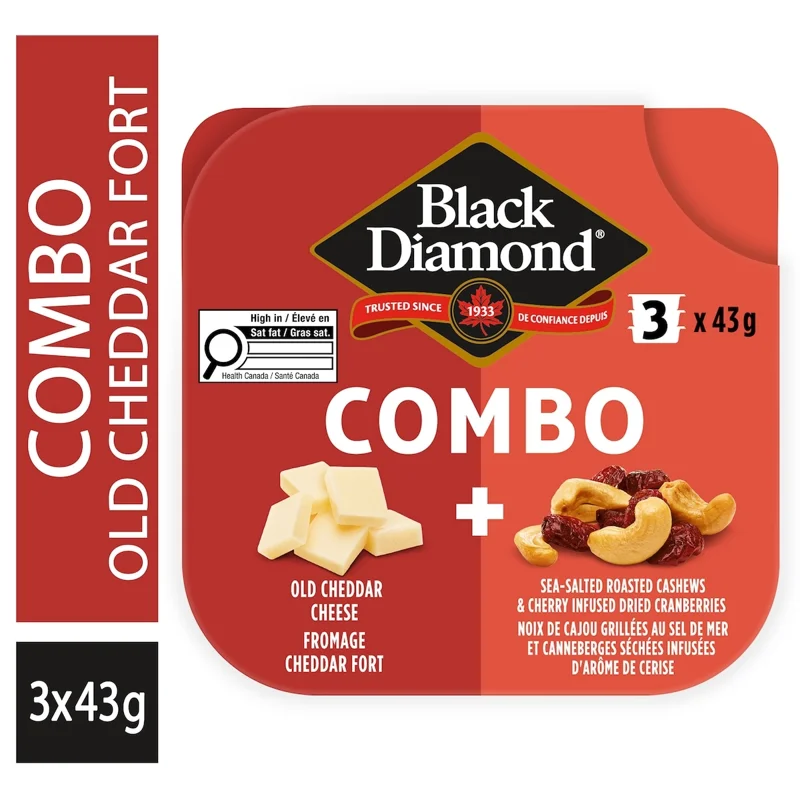 COMBO
OLD CHEDDAR FORT
3x43g
Black
Diamond®
TRUSTED SINCE
1933
DE CONFIANCE DEPUIS
3 x 43g
High in / Élevé en
Sat fat / Gras sat.
Health Canada / Santé Canada
COMBO
+
OLD CHEDDAR
CHEESE
FROMAGE
CHEDDAR FORT
SEA-SALTED ROASTED CASHEWS
& CHERRY INFUSED DRIED CRANBERRIES
NOIX DE CAJOU GRILLÉES AU SEL DE MER
ET CANNEBERGES SÉCHÉES INFUSÉES
D'ARÔME DE CERISE